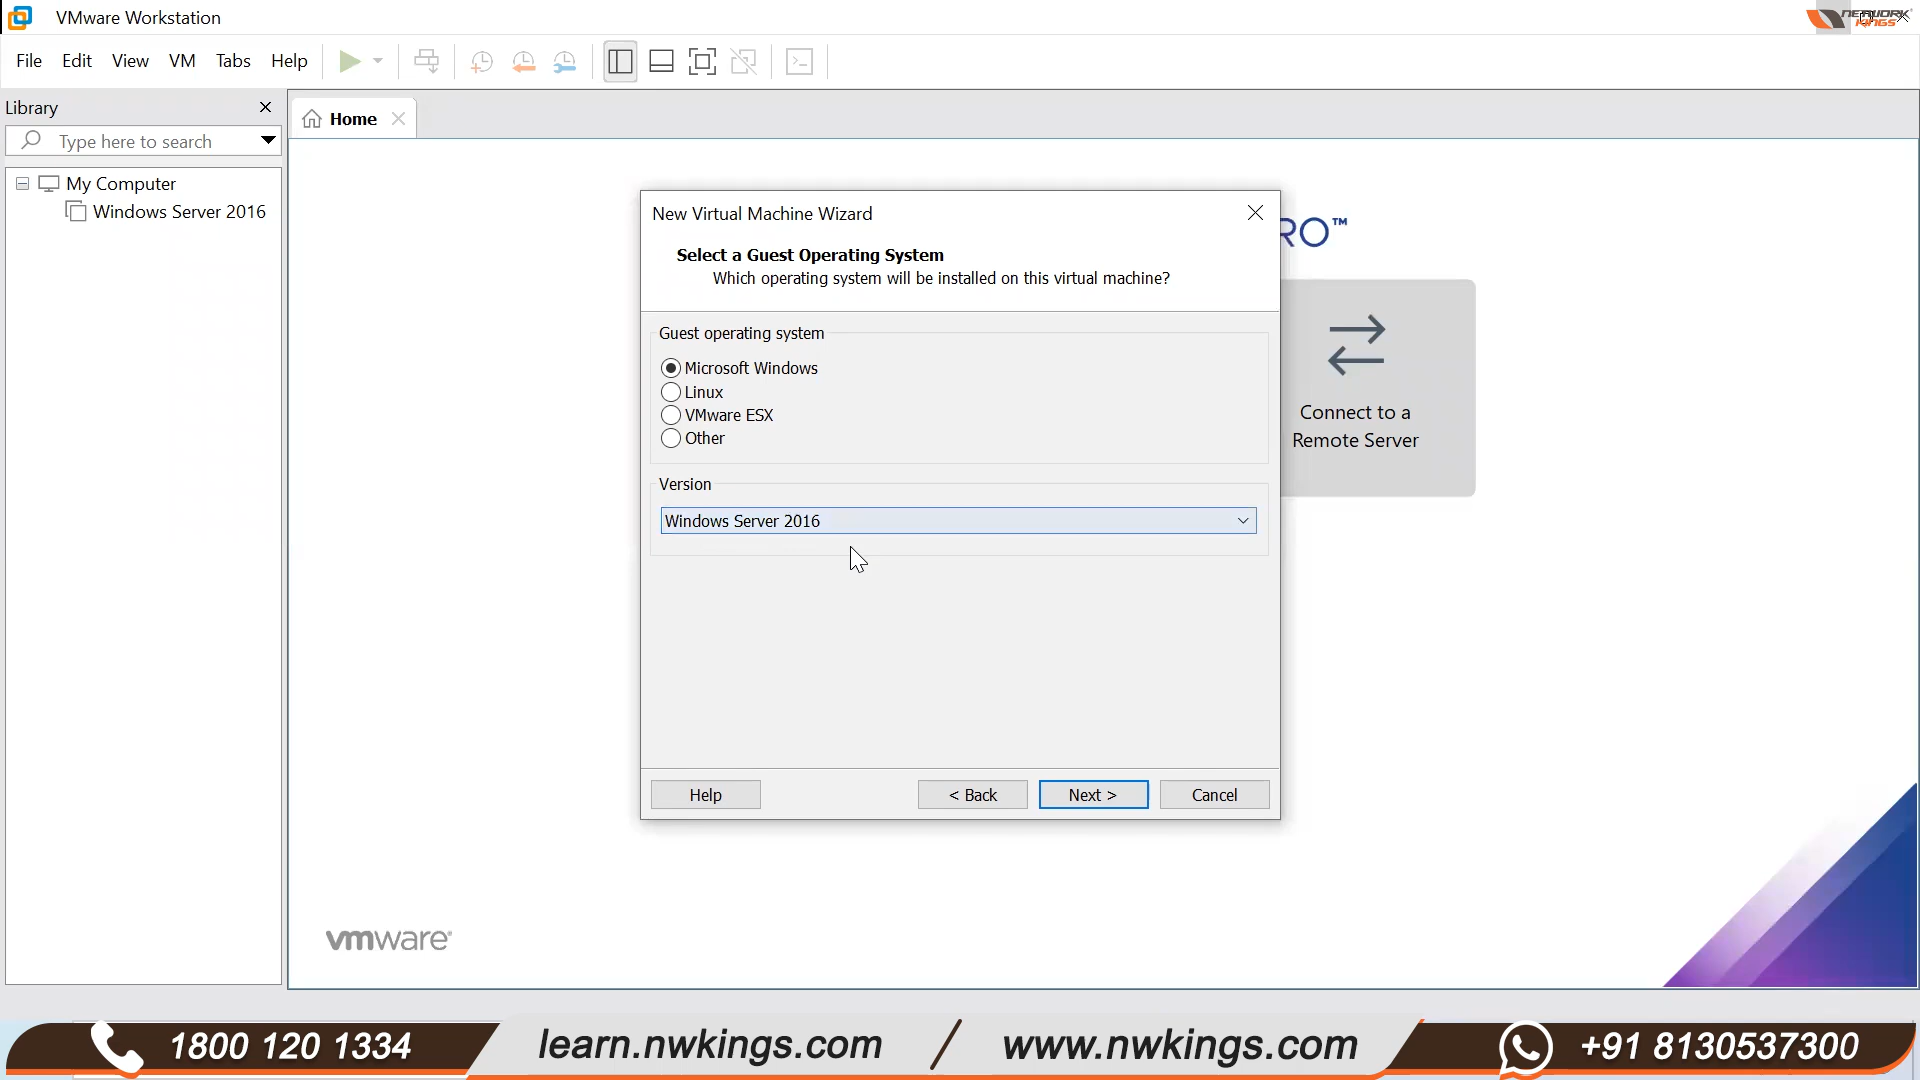 VMware Workstation
NETWORK
KINGS
File Edit View VM Tabs Help
Library
Type here to search
My Computer
Windows Server 2016
Home
RO™
New Virtual Machine Wizard
Select a Guest Operating System
Which operating system will be installed on this virtual machine?
Guest operating system
Microsoft Windows
Linux
VMware ESX
Other
Version
Windows Server 2016
Help
< Back
Next >
Cancel
Connect to a
Remote Server
vmware®
1800 120 1334
learn.nwkings.com / www.nwkings.com
+91 8130537300